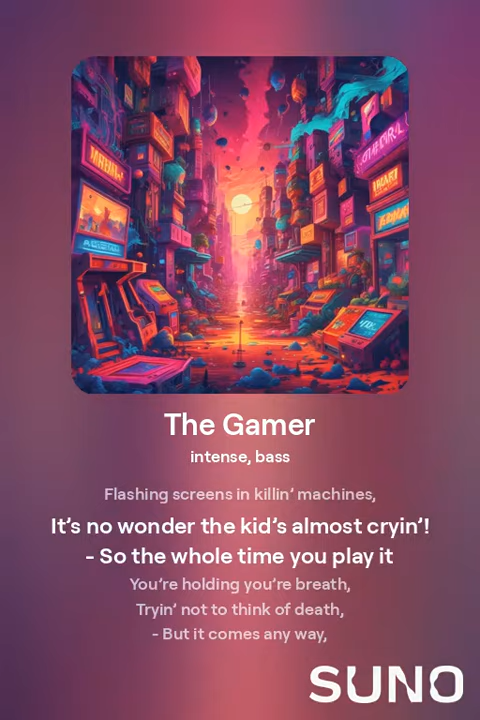 The Gamer
intense, bass
Flashing screens in killin’ machines,
It’s no wonder the kid’s almost cryin’!
- So the whole time you play it
You’re holding you’re breath,
Tryin’ not to think of death,
- But it comes any way,
SUNO